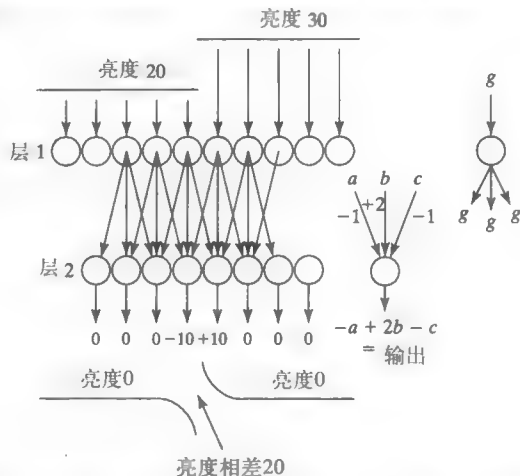 亮度 30
亮度 20
g
层 1
a b c
-1 +2 -1
g g g
层 2
0 0 0 -10 +10 0 0 0
-a + 2b - c
= 输出
亮度0 亮度0
亮度相差20